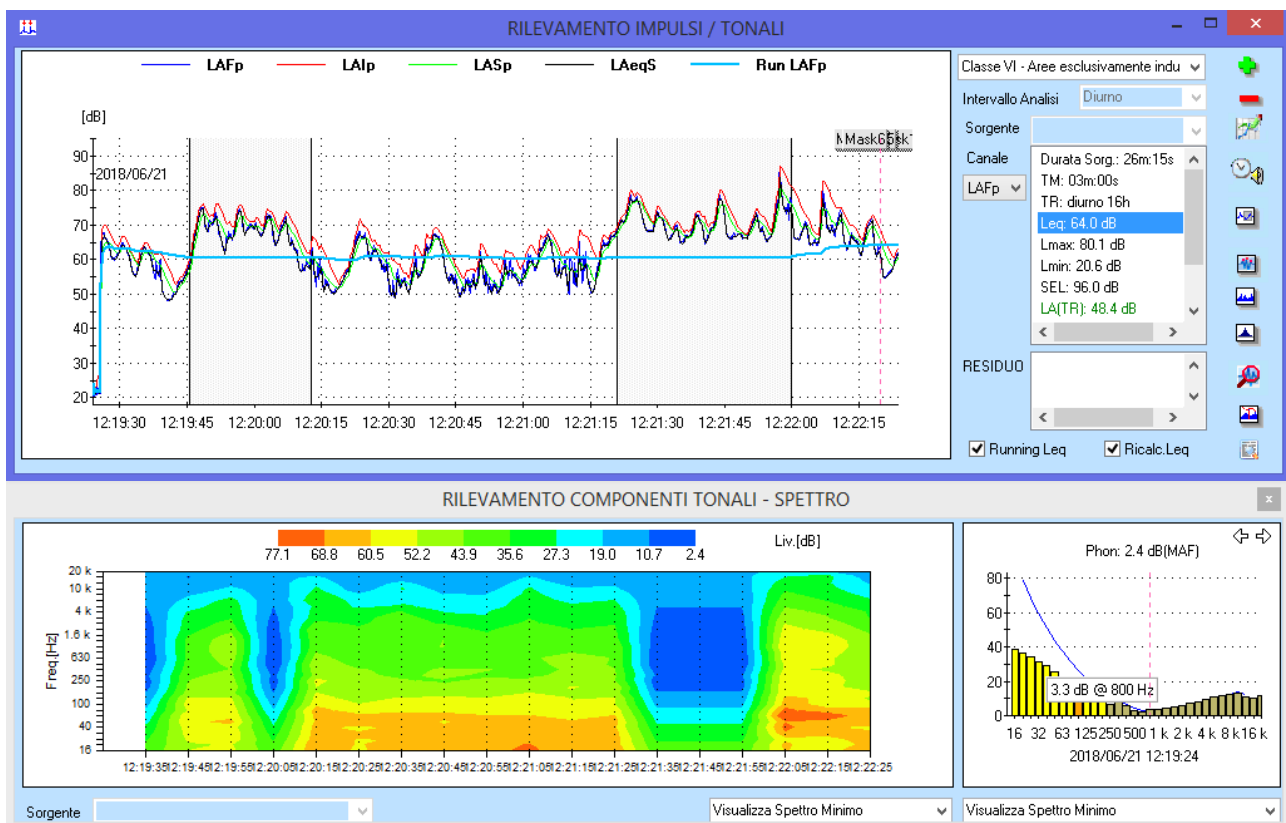 RILEVAMENTO IMPULSI / TONALI
LAFp LAIp LASp LAeqS Run LAFp
[dB]
2018/06/21
90
80
70
60
50
40
30
20
12:19:30 12:19:45 12:20:00 12:20:15 12:20:30 12:20:45 12:21:00 12:21:15 12:21:30 12:21:45 12:22:00 12:22:15
Classe VI - Aree esclusivamente indu
Intervallo Analisi Diurno
Sorgente
Canale
LAFp
Durata Sorg.: 26m:15s
TM: 03m:00s
TR: diurno 16h
Leq: 64.0 dB
Lmax: 80.1 dB
Lmin: 20.6 dB
SEL: 96.0 dB
LA(TR): 48.4 dB
RESIDUO
Running Leq Ricalc.Leq
RILEVAMENTO COMPONENTI TONALI - SPETTRO
77.1 68.8 60.5 52.2 43.9 35.6 27.3 19.0 10.7 2.4
Liv.[dB]
Freq.[Hz]
20 k
10 k
4 k
1.6 k
630
250
100
40
16
12:19:35 12:19:45 12:19:55 12:20:05 12:20:15 12:20:25 12:20:35 12:20:45 12:20:55 12:21:05 12:21:15 12:21:25 12:21:35 12:21:45 12:21:55 12:22:05 12:22:15 12:22:25
Sorgente
Visualizza Spettro Minimo
Phon: 2.4 dB(MAF)
80
60
40
20
0
3.3 dB @ 800 Hz
16 32 63 125 250 500 1 k 2 k 4 k 8 k 16 k
2018/06/21 12:19:24
Visualizza Spettro Minimo